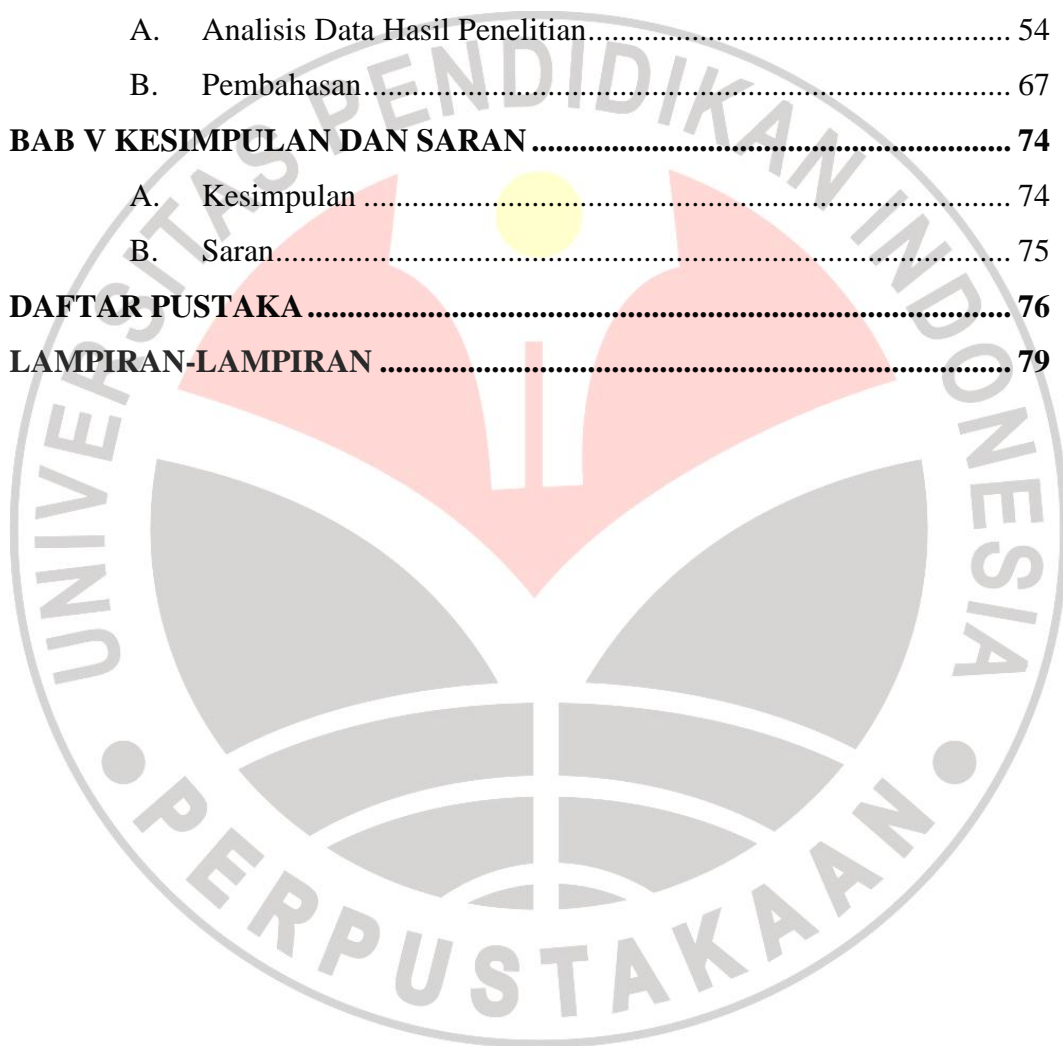 A. Analisis Data Hasil Penelitian........................................................ 54
B. Pembahasan.................................................................................... 67
BAB V KESIMPULAN DAN SARAN ............................................................ 74
A. Kesimpulan .................................................................................... 74
B. Saran................................................................................................ 75
DAFTAR PUSTAKA ......................................................................................... 76
LAMPIRAN-LAMPIRAN ................................................................................ 79
UNIVERSITAS PENDIDIKAN INDONESIA
PERPUSTAKAAN